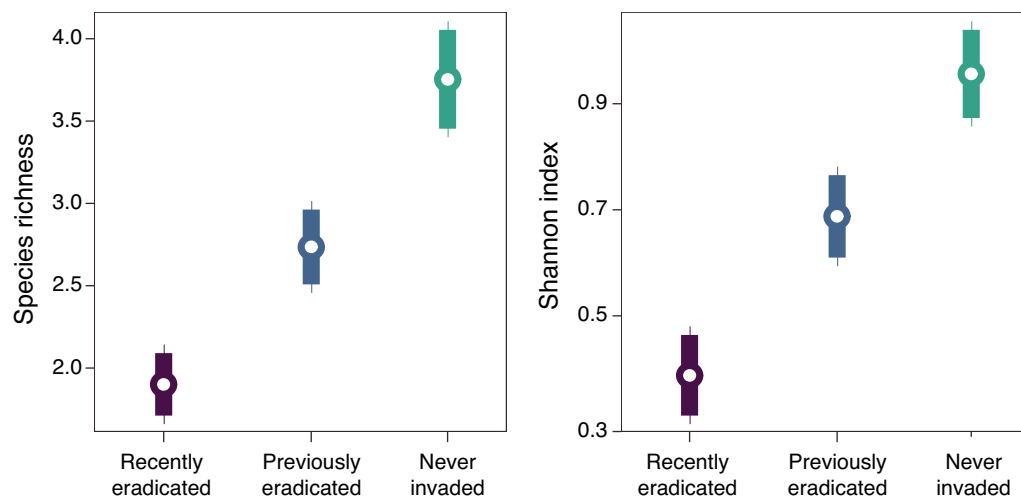 Species richness
4.0
3.5
3.0
2.5
2.0
Recently
eradicated
Previously
eradicated
Never
invaded
Shannon index
0.9
0.7
0.5
0.3
Recently
eradicated
Previously
eradicated
Never
invaded